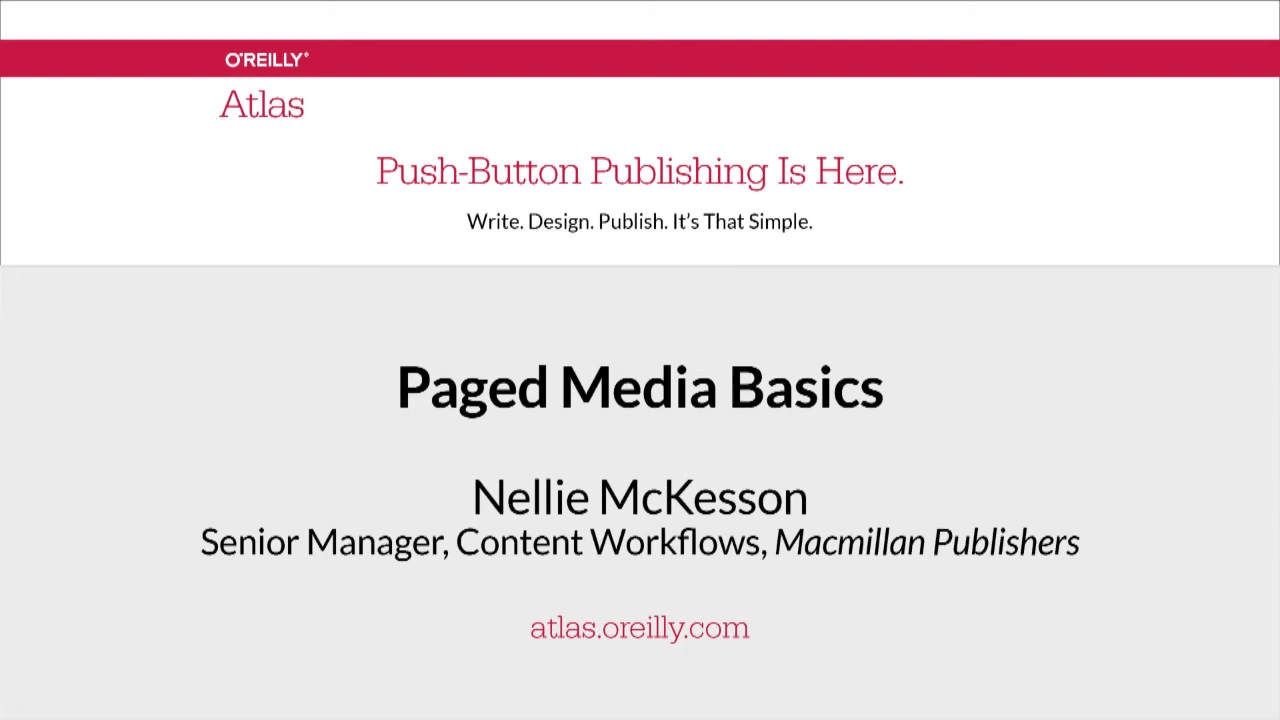 O'REILLY®
Atlas
Push-Button Publishing Is Here.
Write. Design. Publish. It’s That Simple.
Paged Media Basics
Nellie McKesson
Senior Manager, Content Workflows, Macmillan Publishers
atlas.oreilly.com